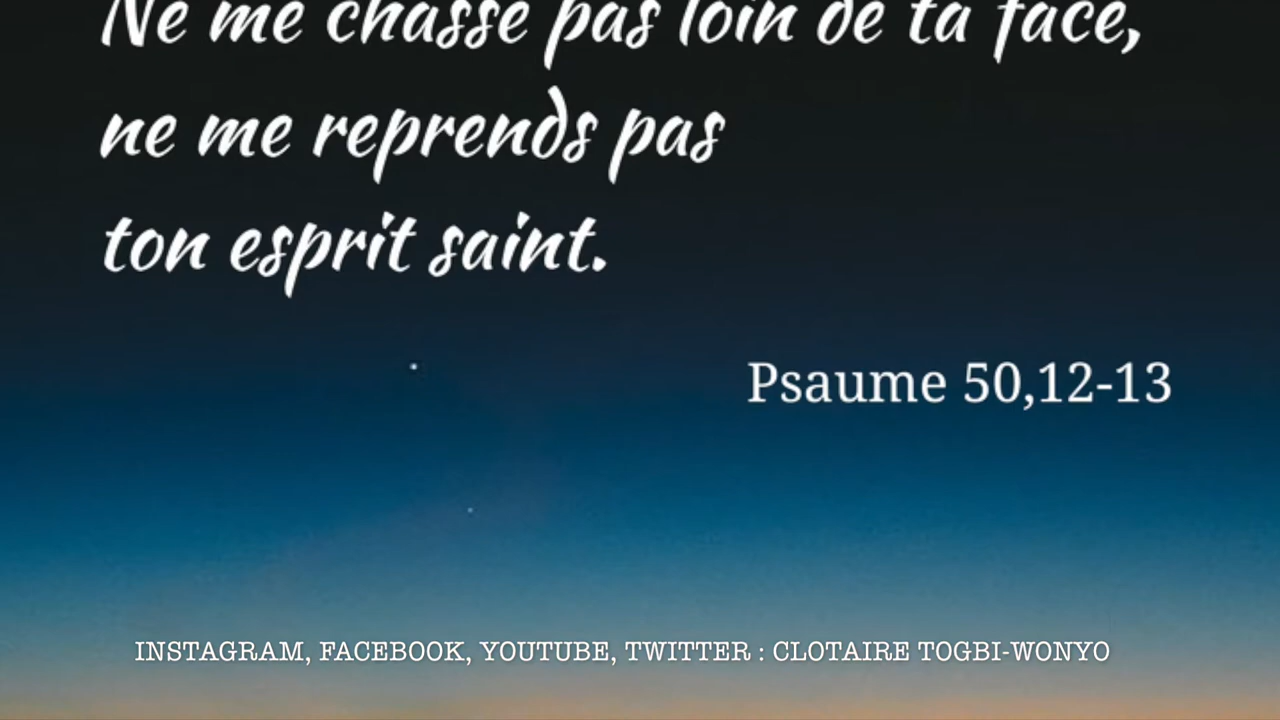 Ne me chasse pas loin de ta face,
ne me reprends pas
ton esprit saint.
Psaume 50,12-13
INSTAGRAM, FACEBOOK, YOUTUBE, TWITTER : CLOTAIRE TOGBI-WONYO